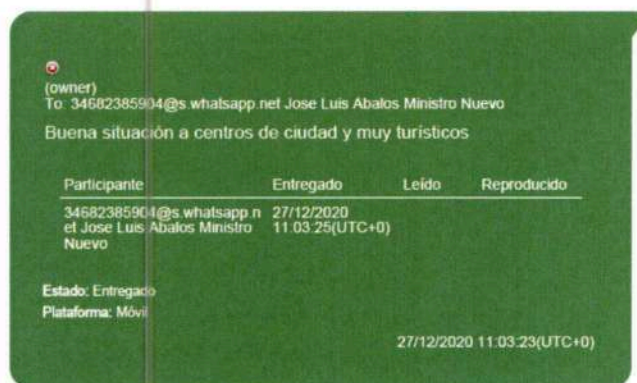 (owner)
To: 34682385904@s.whatsapp.net Jose Luis Abalos Ministro Nuevo
Buena situación a centros de ciudad y muy turísticos
Participante Entregado Leído Reproducido
34682385904@s.whatsapp.n 27/12/2020
et Jose Luis Abalos Ministro 11:03:25(UTC+0)
Nuevo
Estado: Entregado
Plataforma: Móvil
27/12/2020 11:03:23(UTC+0)